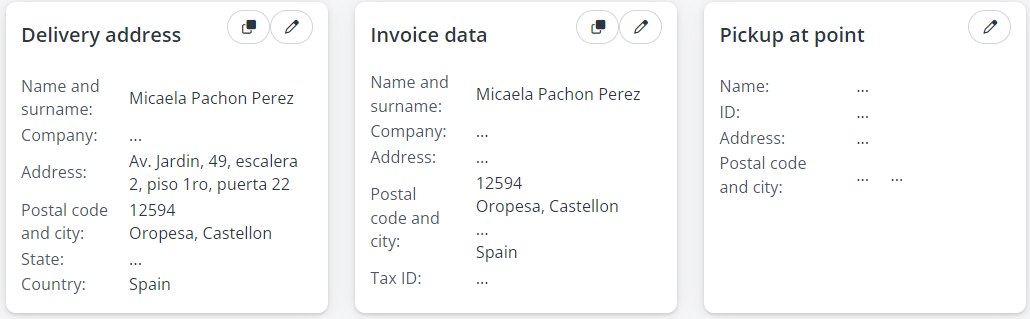 Delivery address
Name and
surname:
Micaela Pachon Perez
Company:
...
Address:
Av. Jardin, 49, escalera
2, piso 1ro, puerta 22
Postal code
and city:
12594
Oropesa, Castellon
State:
...
Country:
Spain
Invoice data
Name and
surname:
Micaela Pachon Perez
Company:
...
Address:
...
Postal
code and
city:
12594
Oropesa, Castellon
...
Spain
Tax ID:
...
Pickup at point
Name:
...
ID:
...
Address:
...
Postal code
and city:
... ...